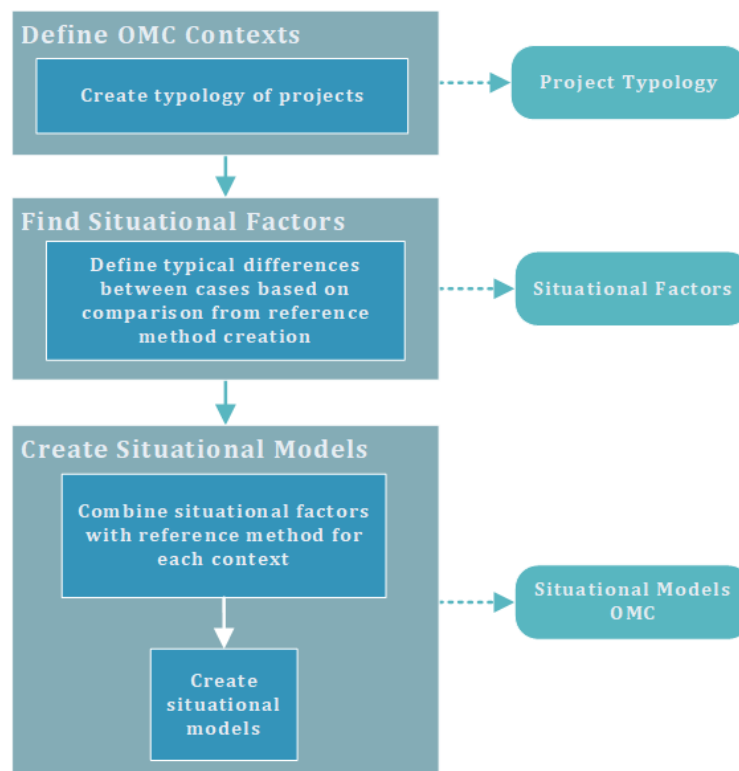 Define OMC Contexts
Create typology of projects
Project Typology
Find Situational Factors
Define typical differences
between cases based on
comparison from reference
method creation
Situational Factors
Create Situational Models
Combine situational factors
with reference method for
each context
Situational Models
OMC
Create
situational
models